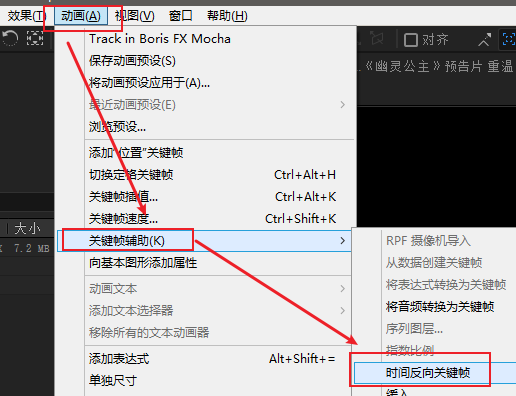 效果(T) 动画(A) 视图(V) 窗口 帮助(H)
对齐
《幽灵公主》预告片 重温
Track in Boris FX Mocha
保存动画预设(S)
将动画预设应用于(A)...
最近动画预设(E)
浏览预设...
添加“位置”关键帧
切换定格关键帧 Ctrl+Alt+H
关键帧插值... Ctrl+Alt+K
关键帧速度... Ctrl+Shift+K
关键帧辅助(K)
向基本图形添加属性
动画文本
添加文本选择器
移除所有的文本动画器
添加表达式 Alt+Shift+=
单独尺寸
大小
7.2 MB
RPF 摄像机导入
从数据创建关键帧
将表达式转换为关键帧
将音频转换为关键帧
序列图层...
指数比例
时间反向关键帧
缓入